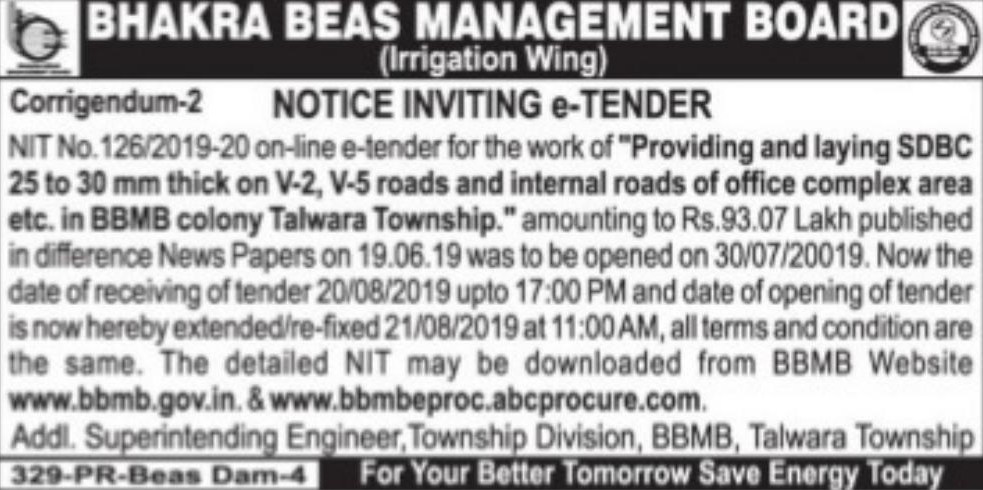 BHAKRA BEAS MANAGEMENT BOARD
(Irrigation Wing)
Corrigendum-2 NOTICE INVITING e-TENDER
NIT No.126/2019-20 on-line e-tender for the work of "Providing and laying SDBC
25 to 30 mm thick on V-2, V-5 roads and internal roads of office complex area
etc. in BBMB colony Talwara Township." amounting to Rs.93.07 Lakh published
in difference News Papers on 19.06.19 was to be opened on 30/07/20019. Now the
date of receiving of tender 20/08/2019 upto 17:00 PM and date of opening of tender
is now hereby extended/re-fixed 21/08/2019 at 11:00 AM, all terms and condition are
the same. The detailed NIT may be downloaded from BBMB Website
www.bbmb.gov.in. & www.bbmbeproc.abcprocure.com.
Addl. Superintending Engineer, Township Division, BBMB, Talwara Township
329-PR-Beas Dam-4 For Your Better Tomorrow Save Energy Today